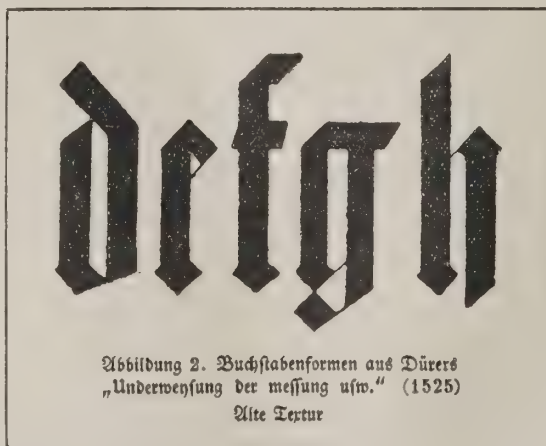 defgh
Abbildung 2. Buchstabenformen aus Dürers
„Underweysung der messung usw.“ (1525)
Alte Textur